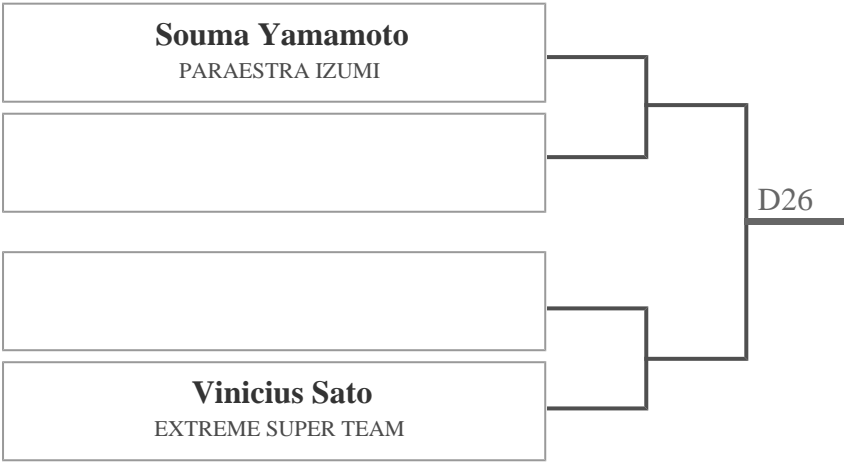 Souma Yamamoto
PARAESTRA IZUMI
D26
Vinicius Sato
EXTREME SUPER TEAM